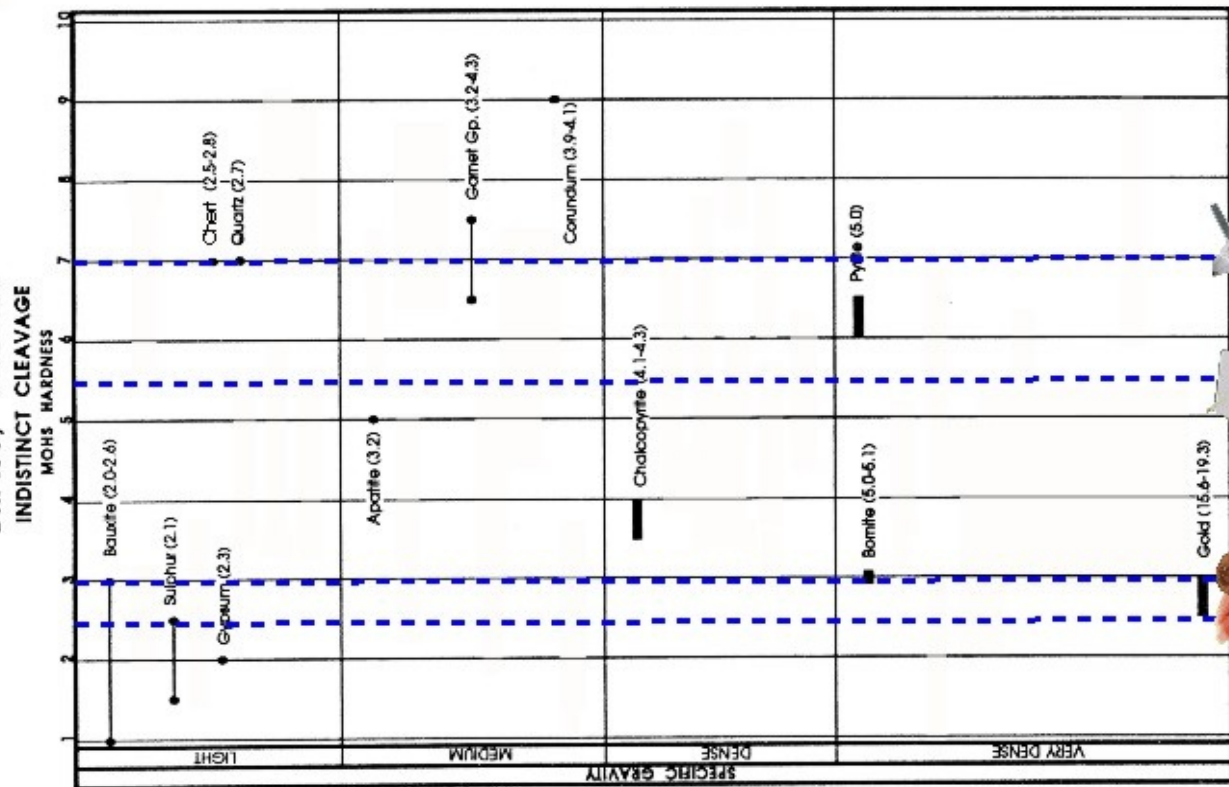 INDISTINCT CLEAVAGE
MOHS HARDNESS
1 2 3 4 5 6 7 8 9 10
Bauxite (2.0-2.6)
Sulphur (2.1)
Gypsum (2.3)
Chert (2.5-2.8)
Quartz (2.7)
Apatite (3.2)
Garnet Gp. (3.2-4.3)
Corundum (3.9-4.1)
Chalcopyrite (4.1-4.3)
Pyrite (5.0)
Bornite (5.0-5.1)
Gold (15.6-19.3)
LIGHT
MEDIUM
DENSE
VERY DENSE
SPECIFIC GRAVITY